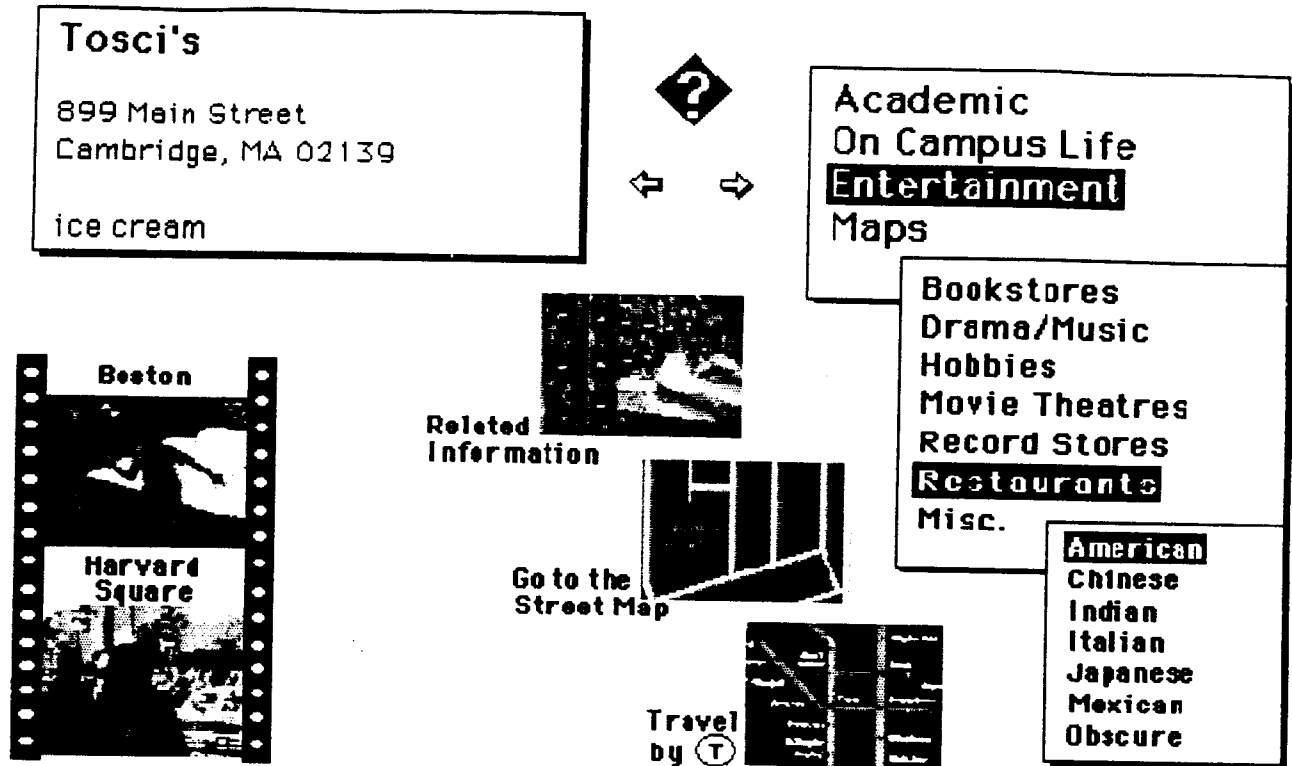 Tosci's
899 Main Street
Cambridge, MA 02139
ice cream
?
Academic
On Campus Life
Entertainment
Maps
Bookstores
Drama/Music
Hobbies
Movie Theatres
Record Stores
Restaurants
Misc.
American
Chinese
Indian
Italian
Japanese
Mexican
Obscure
Boston
Harvard
Square
Related
Information
Go to the
Street Map
Travel
by T